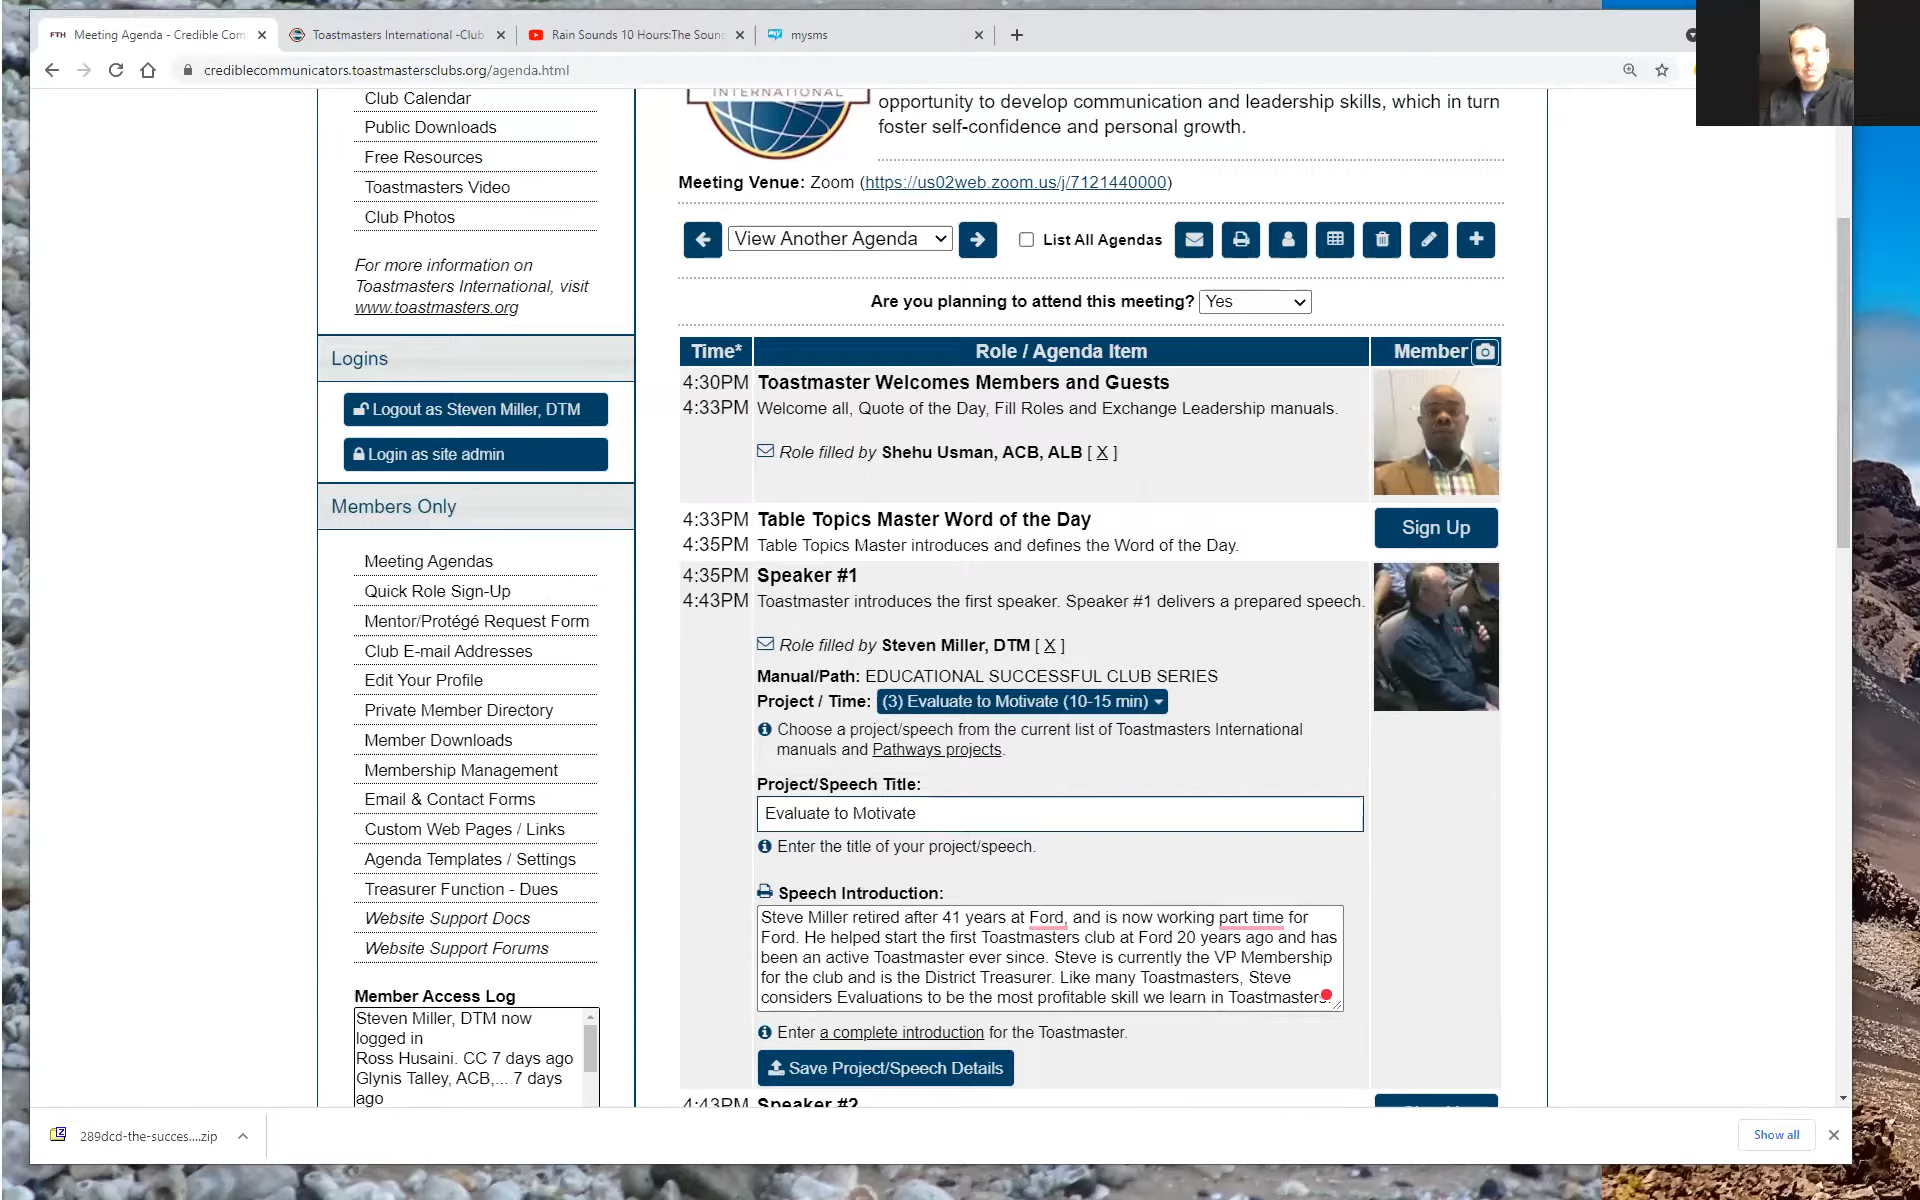 FTH Meeting Agenda - Credible Com
Toastmasters International -Club
Rain Sounds 10 Hours:The Soun
mysms
crediblecommunicators.toastmastersclubs.org/agenda.html
Club Calendar
Public Downloads
Free Resources
Toastmasters Video
Club Photos
For more information on
Toastmasters International, visit
www.toastmasters.org
Logins
Logout as Steven Miller, DTM
Login as site admin
Members Only
Meeting Agendas
Quick Role Sign-Up
Mentor/Protégé Request Form
Club E-mail Addresses
Edit Your Profile
Private Member Directory
Member Downloads
Membership Management
Email & Contact Forms
Custom Web Pages / Links
Agenda Templates / Settings
Treasurer Function - Dues
Website Support Docs
Website Support Forums
Member Access Log
Steven Miller, DTM now
logged in
Ross Husaini. CC 7 days ago
Glynis Talley, ACB,... 7 days
ago
INTERNATIONAL
opportunity to develop communication and leadership skills, which in turn
foster self-confidence and personal growth.
Meeting Venue: Zoom (https://us02web.zoom.us/j/7121440000)
View Another Agenda
List All Agendas
Are you planning to attend this meeting? Yes
Time* Role / Agenda Item Member
4:30PM Toastmaster Welcomes Members and Guests
4:33PM Welcome all, Quote of the Day, Fill Roles and Exchange Leadership manuals.
Role filled by Shehu Usman, ACB, ALB [ X ]
4:33PM Table Topics Master Word of the Day
4:35PM Table Topics Master introduces and defines the Word of the Day.
Sign Up
4:35PM Speaker #1
4:43PM Toastmaster introduces the first speaker. Speaker #1 delivers a prepared speech.
Role filled by Steven Miller, DTM [ X ]
Manual/Path: EDUCATIONAL SUCCESSFUL CLUB SERIES
Project / Time: (3) Evaluate to Motivate (10-15 min)
Choose a project/speech from the current list of Toastmasters International
manuals and Pathways projects.
Project/Speech Title:
Evaluate to Motivate
Enter the title of your project/speech.
Speech Introduction:
Steve Miller retired after 41 years at Ford, and is now working part time for
Ford. He helped start the first Toastmasters club at Ford 20 years ago and has
been an active Toastmaster ever since. Steve is currently the VP Membership
for the club and is the District Treasurer. Like many Toastmasters, Steve
considers Evaluations to be the most profitable skill we learn in Toastmasters.
Enter a complete introduction for the Toastmaster.
Save Project/Speech Details
4:43PM Speaker #2
289dcd-the-succes....zip
Show all